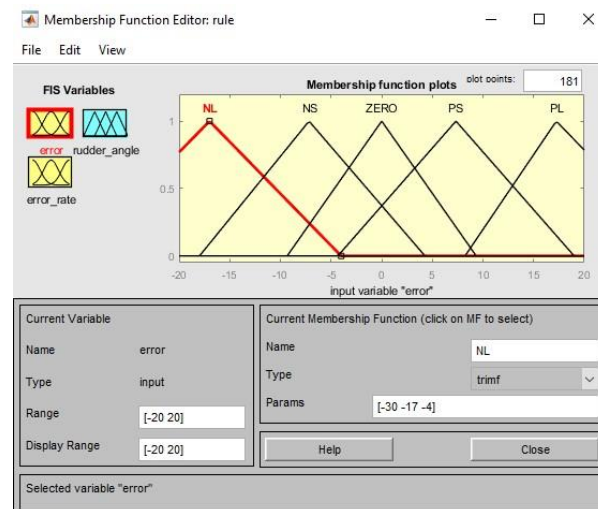 Membership Function Editor: rule
File Edit View
FIS Variables
error rudder_angle
error_rate
Membership function plots
plot points: 181
NL NS ZERO PS PL
1
0.5
0
-20 -15 -10 -5 0 5 10 15 20
input variable "error"
Current Variable
Name error
Type input
Range [-20 20]
Display Range [-20 20]
Current Membership Function (click on MF to select)
Name NL
Type trimf
Params [-30 -17 -4]
Help Close
Selected variable "error"